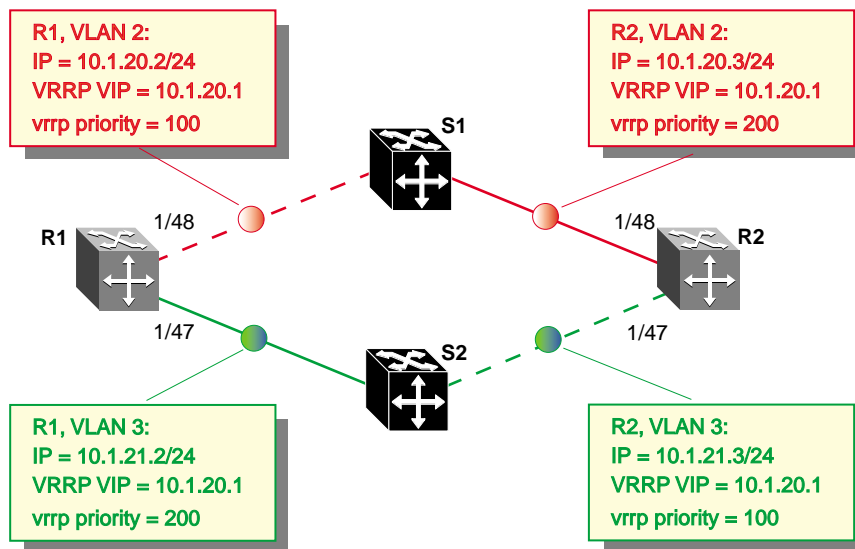 R1, VLAN 2:
IP = 10.1.20.2/24
VRRP VIP = 10.1.20.1
vrrp priority = 100
R2, VLAN 2:
IP = 10.1.20.3/24
VRRP VIP = 10.1.20.1
vrrp priority = 200
S1
1/48
1/48
R1
R2
1/47
1/47
S2
R1, VLAN 3:
IP = 10.1.21.2/24
VRRP VIP = 10.1.20.1
vrrp priority = 200
R2, VLAN 3:
IP = 10.1.21.3/24
VRRP VIP = 10.1.20.1
vrrp priority = 100